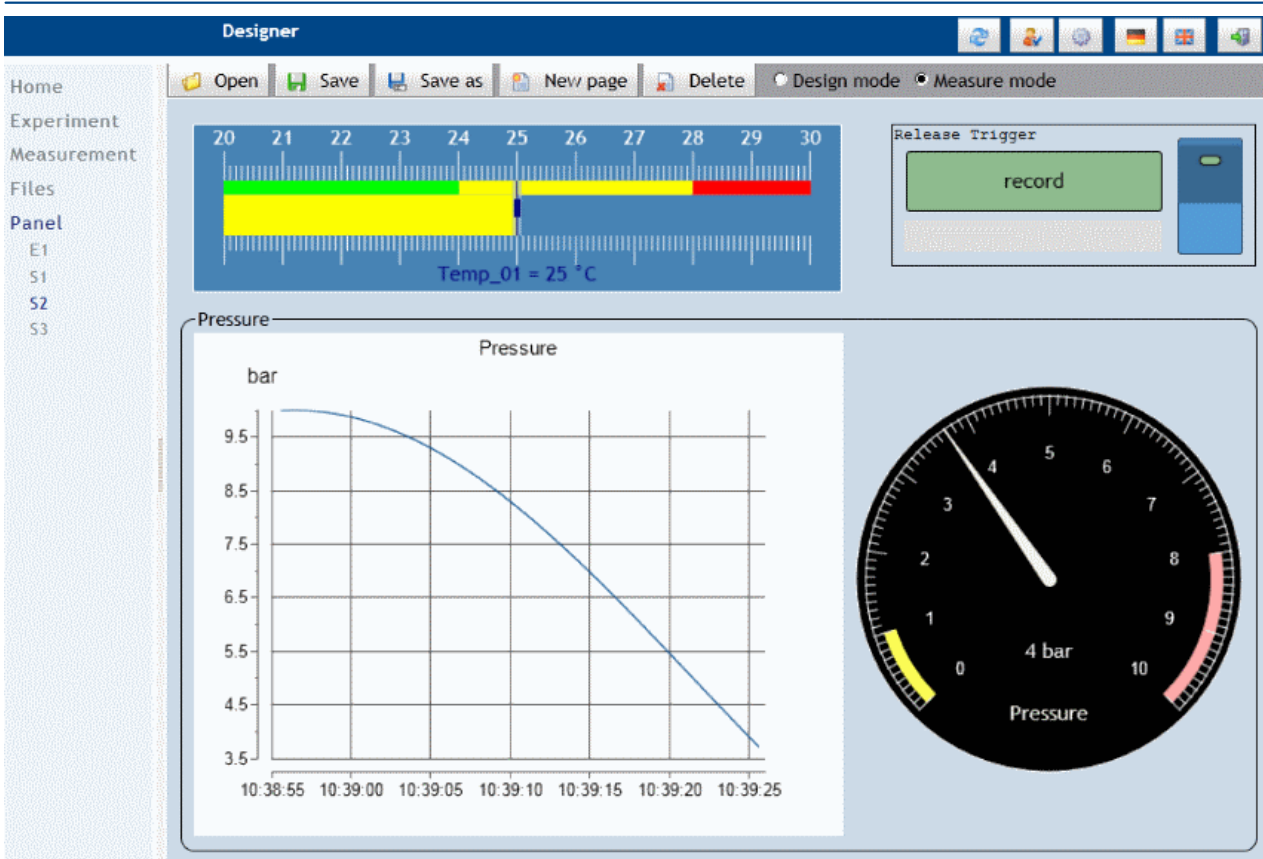 Designer
Home
Experiment
Measurement
Files
Panel
E1
S1
S2
S3
Open Save Save as New page Delete Design mode Measure mode
20 21 22 23 24 25 26 27 28 29 30
Temp_01 = 25 °C
Release Trigger
record
Pressure
Pressure
bar
9.5
8.5
7.5
6.5
5.5
4.5
3.5
10:38:55 10:39:00 10:39:05 10:39:10 10:39:15 10:39:20 10:39:25
0 1 2 3 4 5 6 7 8 9 10
4 bar
Pressure